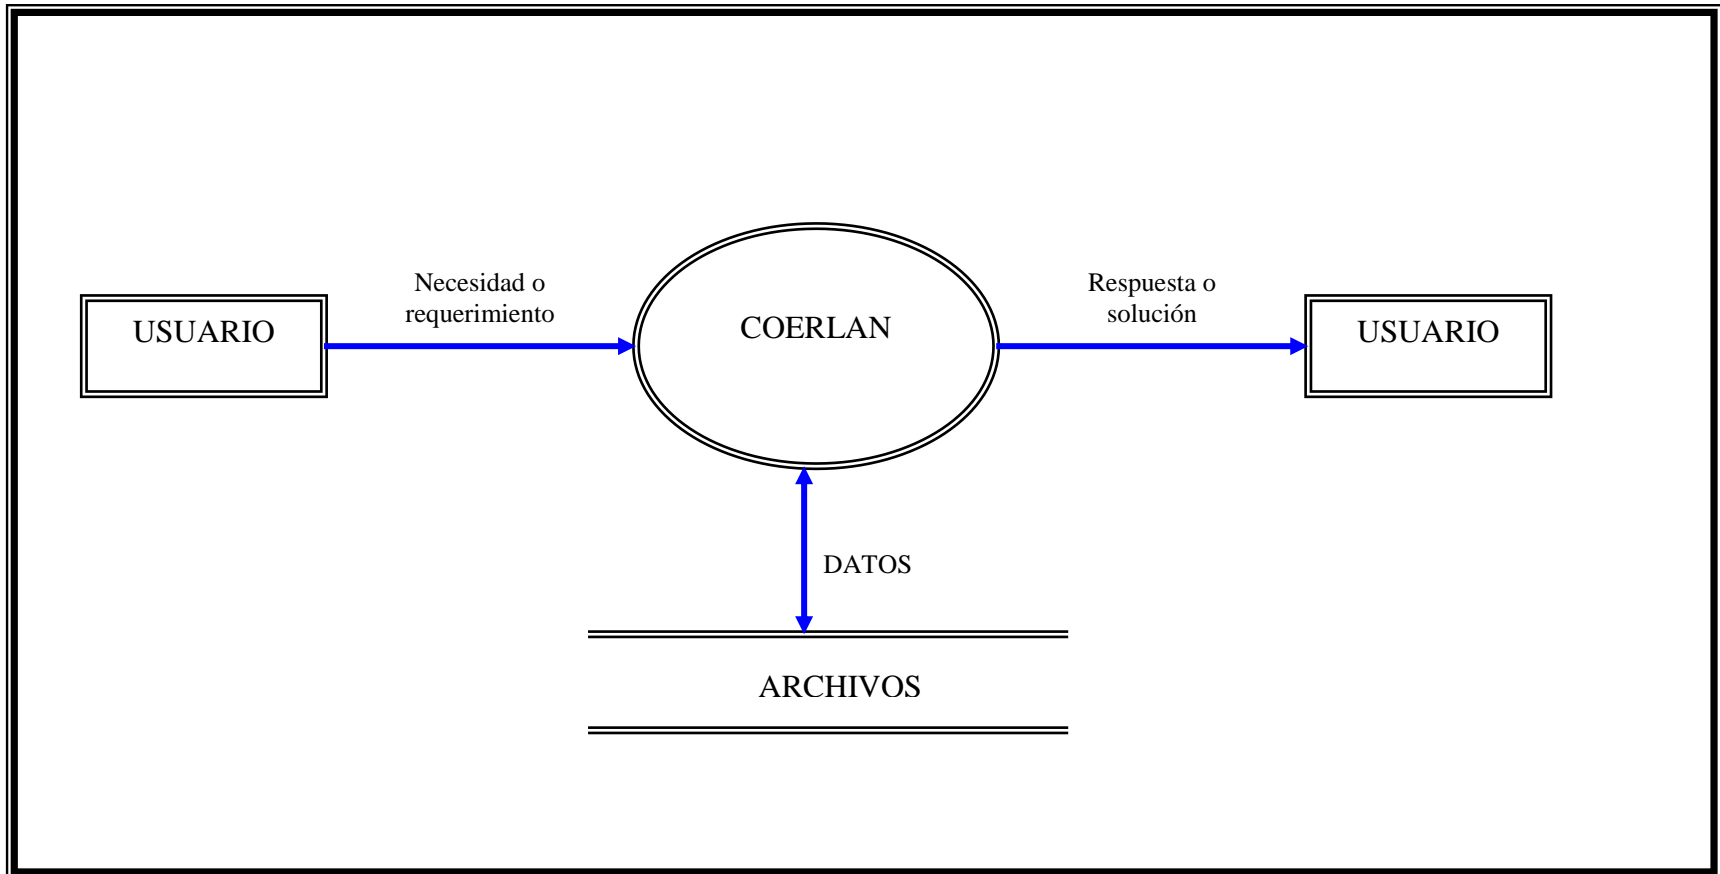 Necesidad o
requerimiento
Respuesta o
solución
USUARIO
COERLAN
USUARIO
DATOS
ARCHIVOS